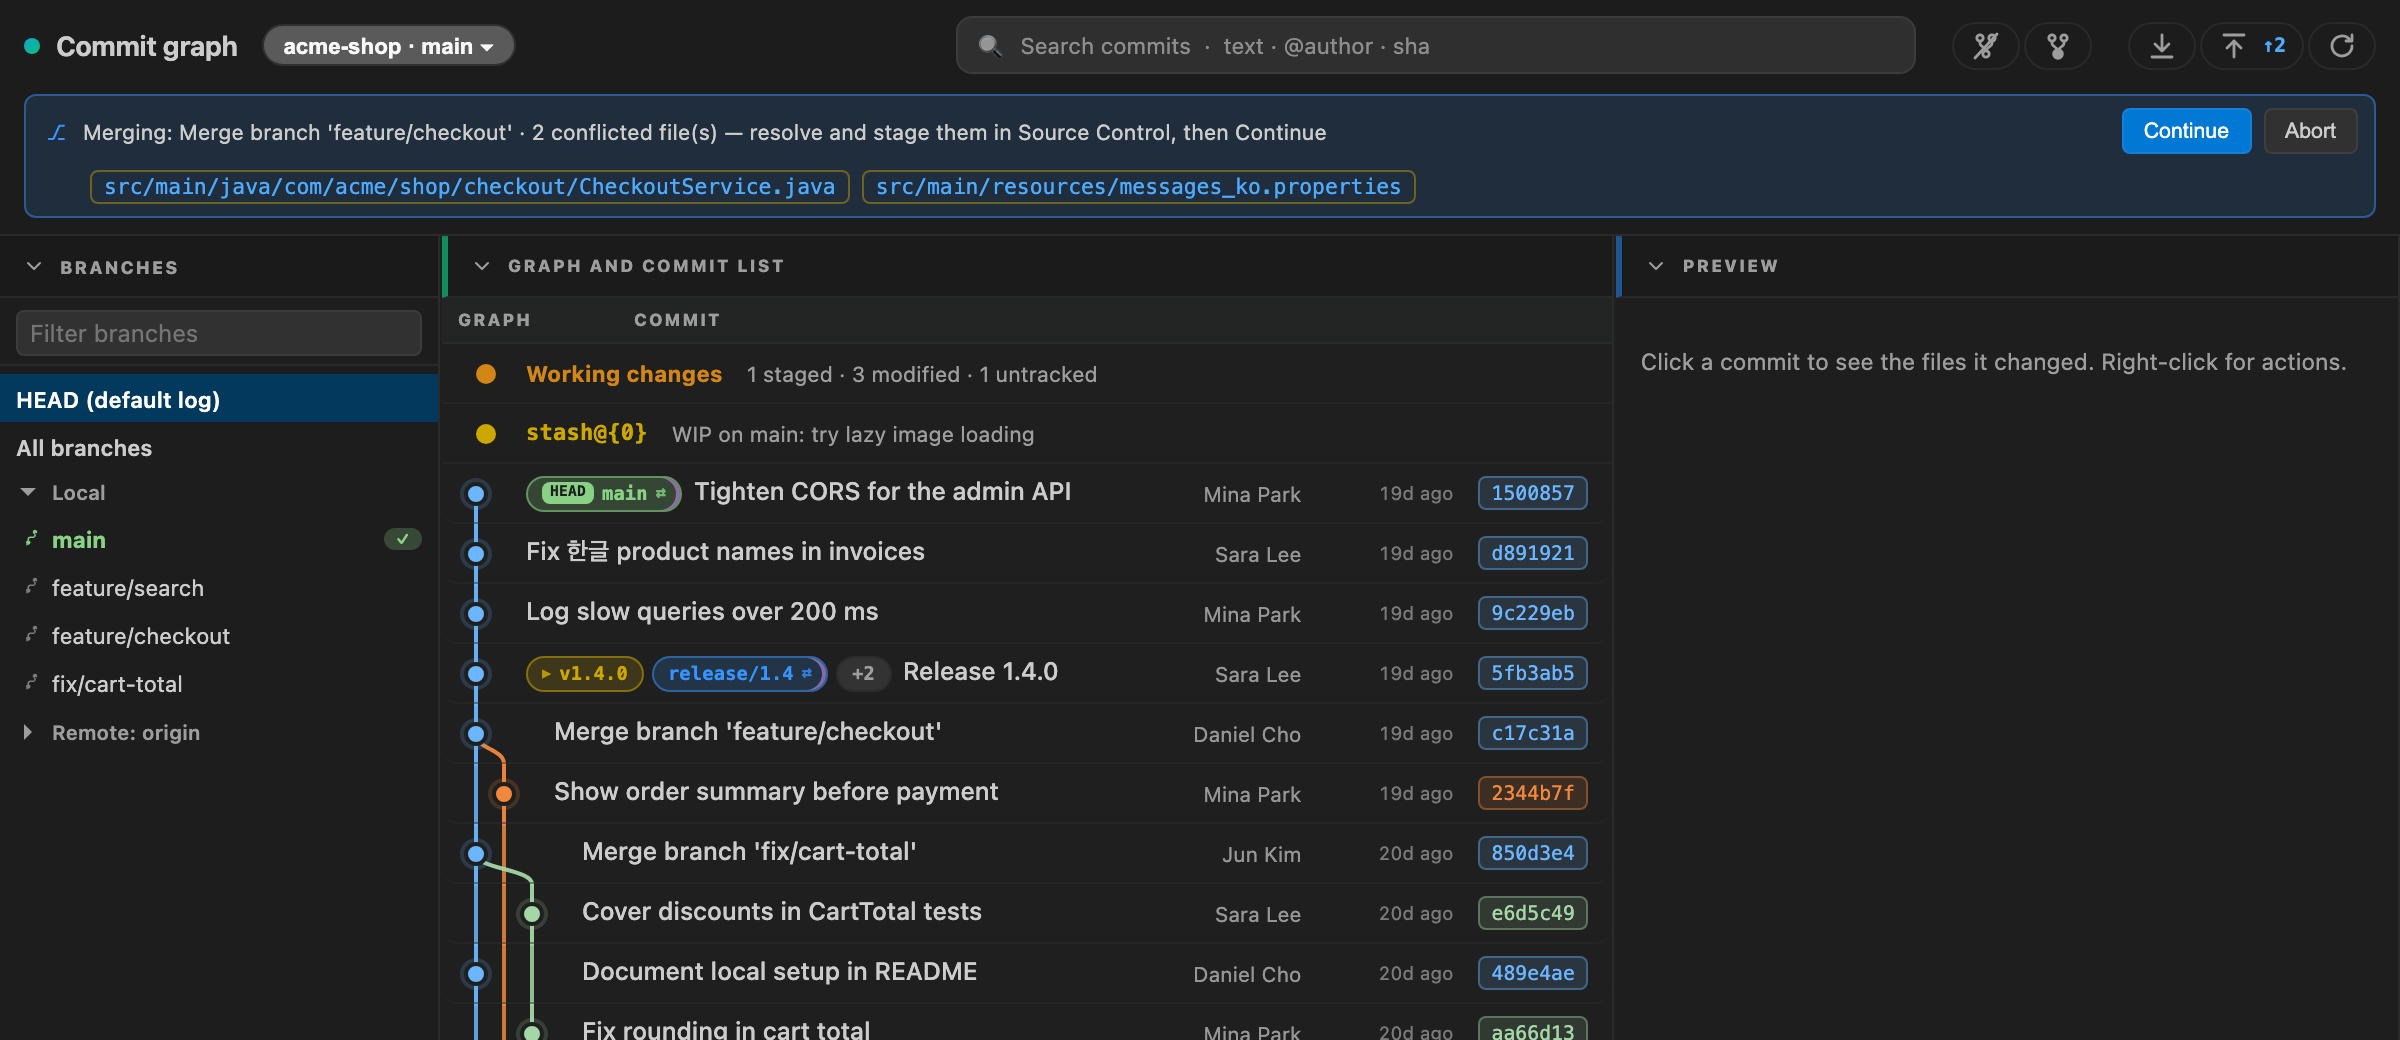 Commit graph
acme-shop · main
Search commits · text · @author · sha
↑2
Merging: Merge branch 'feature/checkout' · 2 conflicted file(s) — resolve and stage them in Source Control, then Continue
Continue
Abort
src/main/java/com/acme/shop/checkout/CheckoutService.java
src/main/resources/messages_ko.properties
BRANCHES
Filter branches
HEAD (default log)
All branches
Local
main
feature/search
feature/checkout
fix/cart-total
Remote: origin
GRAPH AND COMMIT LIST
GRAPH COMMIT
Working changes 1 staged · 3 modified · 1 untracked
stash@{0} WIP on main: try lazy image loading
HEAD main ⇄ Tighten CORS for the admin API Mina Park 19d ago 1500857
Fix 한글 product names in invoices Sara Lee 19d ago d891921
Log slow queries over 200 ms Mina Park 19d ago 9c229eb
v1.4.0 release/1.4 ⇄ +2 Release 1.4.0 Sara Lee 19d ago 5fb3ab5
Merge branch 'feature/checkout' Daniel Cho 19d ago c17c31a
Show order summary before payment Mina Park 19d ago 2344b7f
Merge branch 'fix/cart-total' Jun Kim 20d ago 850d3e4
Cover discounts in CartTotal tests Sara Lee 20d ago e6d5c49
Document local setup in README Daniel Cho 20d ago 489e4ae
Fix rounding in cart total Mina Park 20d ago aa66d13
PREVIEW
Click a commit to see the files it changed. Right-click for actions.